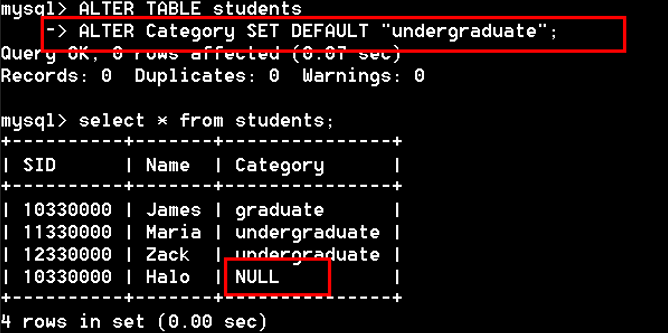 mysql> ALTER TABLE students
    -> ALTER Category SET DEFAULT "undergraduate";
Query OK, 0 rows affected (0.07 sec)
Records: 0  Duplicates: 0  Warnings: 0

mysql> select * from students;
+----------+-------+---------------+
| SID      | Name  | Category      |
+----------+-------+---------------+
| 10330000 | James | graduate      |
| 11330000 | Maria | undergraduate |
| 12330000 | Zack  | undergraduate |
| 10330000 | Halo  | NULL          |
+----------+-------+---------------+
4 rows in set (0.00 sec)